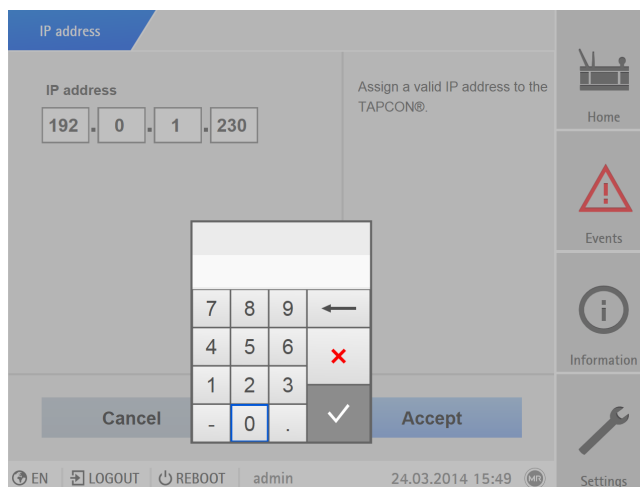 IP address
IP address
192 . 0 . 1 . 230
Assign a valid IP address to the
TAPCON®.
Home
Events
Information
Settings
7 8 9
4 5 6
1 2 3
- 0 .
Cancel
Accept
EN LOGOUT REBOOT admin 24.03.2014 15:49 MR